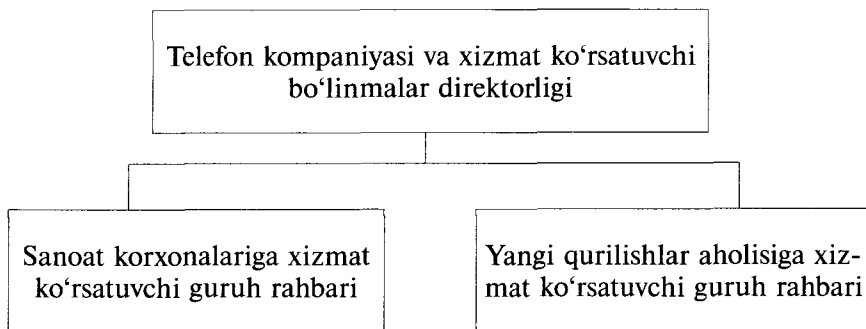 Telefon kompaniyasi va xizmat ko‘rsatuvchi
bo‘linmalar direktorligi
Sanoat korxonalariga xizmat
ko‘rsatuvchi guruh rahbari
Yangi qurilishlar aholisiga xiz-
mat ko‘rsatuvchi guruh rahbari